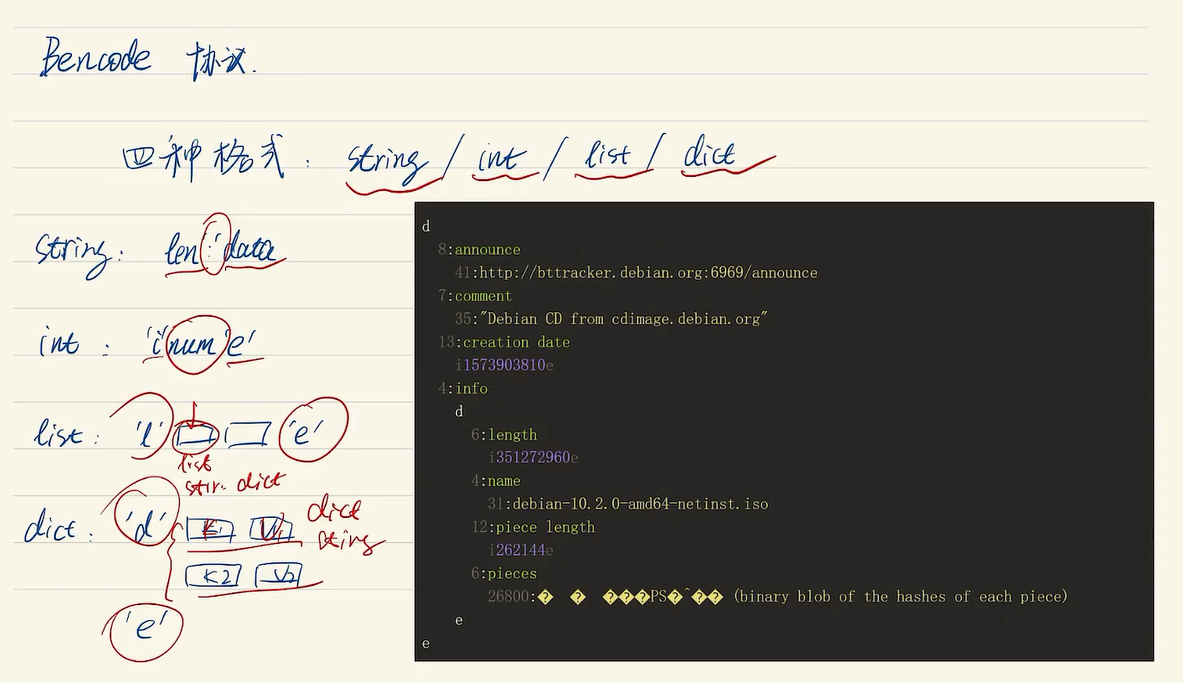 Bencode 协议.
四种格式: string / int / list / dict
string: len ':' data
int : 'i' num 'e'
list: 'l' 'e'
list
str. dict
dict: 'd' K1 V1 dict
string
K2 V2
'e'
d
8:announce
41:http://bttracker.debian.org:6969/announce
7:comment
35:"Debian CD from cdimage.debian.org"
13:creation date
i1573903810e
4:info
d
6:length
i351272960e
4:name
31:debian-10.2.0-amd64-netinst.iso
12:piece length
i262144e
6:pieces
26800:� � ���PS�^�� (binary blob of the hashes of each piece)
e
e